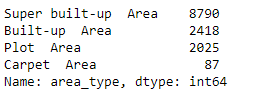 Super built-up  Area    8790
Built-up  Area          2418
Plot  Area              2025
Carpet  Area              87
Name: area_type, dtype: int64